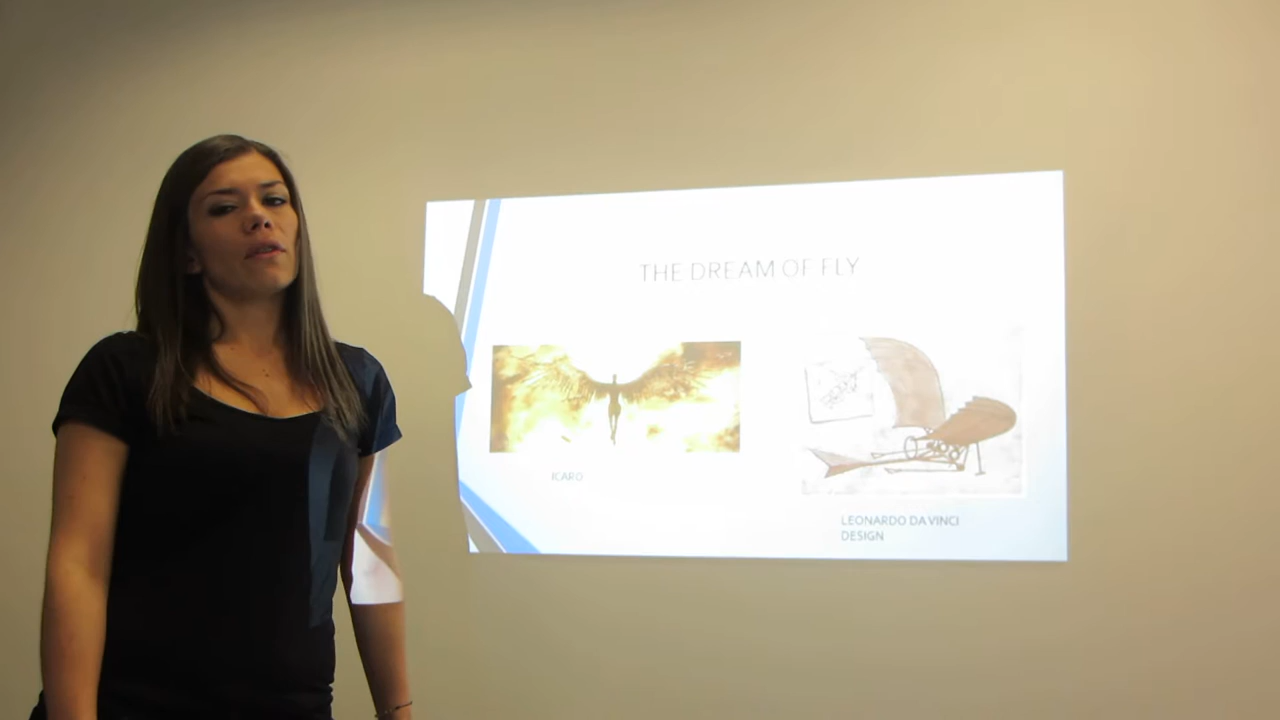 THE DREAM OF FLY
ICARO
LEONARDO DA VINCI
DESIGN